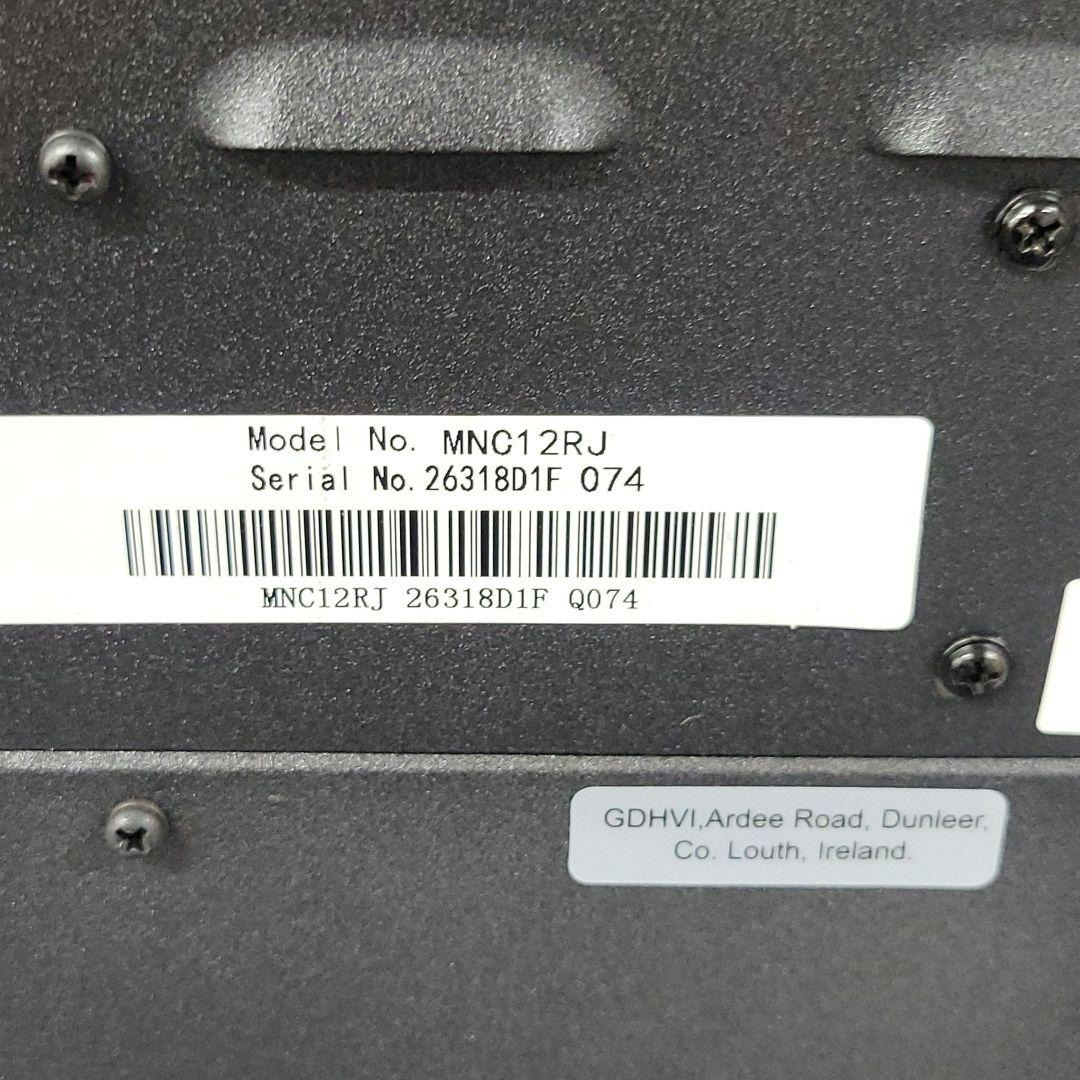 Model No. MNC12RJ
Serial No. 26318D1F 074
MNC12RJ 26318D1F Q074
GDHVI,Ardee Road, Dunleer,
Co. Louth, Ireland.